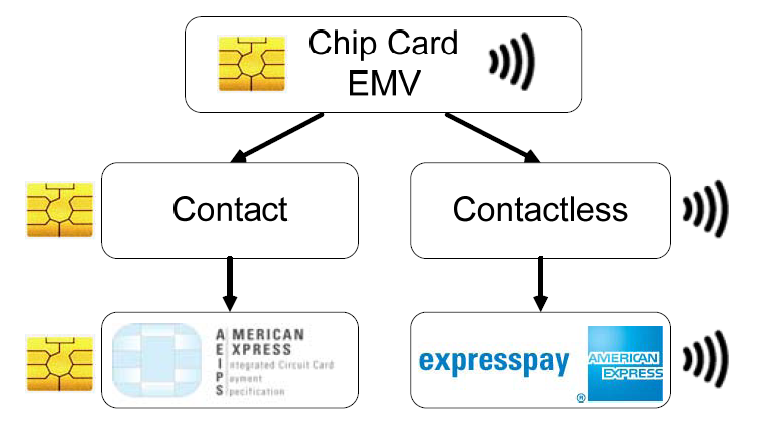 Chip Card
EMV
Contact
Contactless
AMERICAN
EXPRESS
Integrated Circuit Card
Payment
Specification
expresspay
AMERICAN
EXPRESS
®